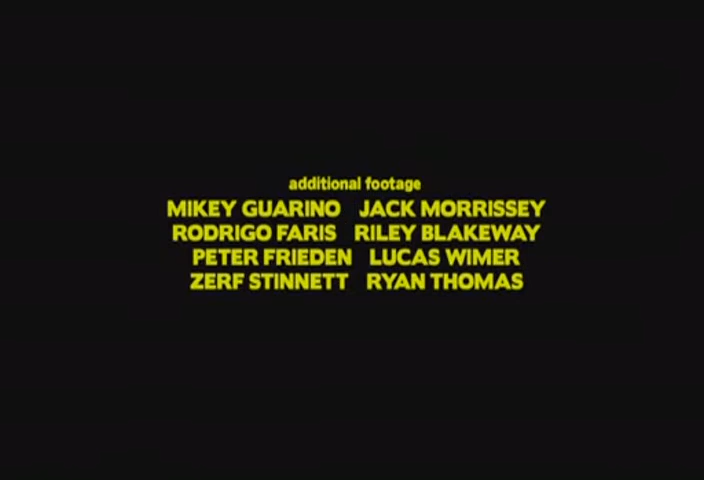 additional footage
MIKEY GUARINO JACK MORRISSEY
RODRIGO FARIS RILEY BLAKEWAY
PETER FRIEDEN LUCAS WIMER
ZERF STINNETT RYAN THOMAS